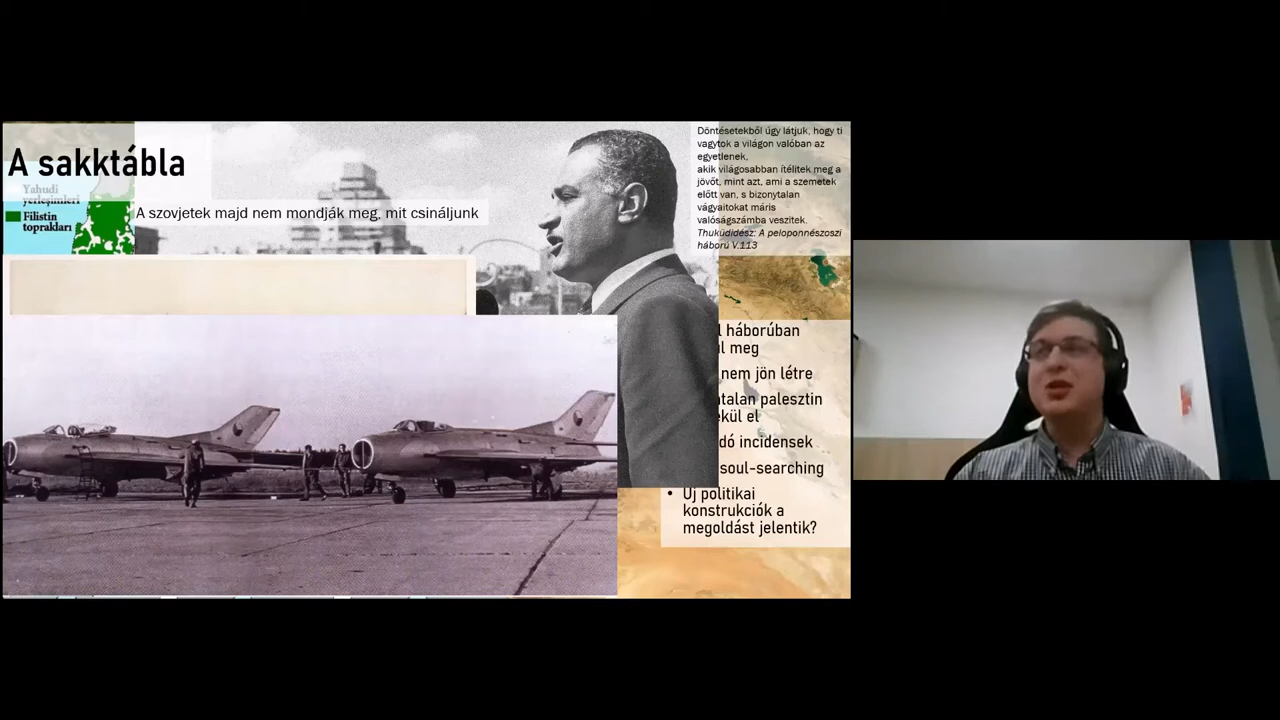 A sakktábla
Yahudi
yerleşimleri
Filistin
toprakları
A szovjetek majd nem mondják meg, mit csináljunk
Döntésetekből úgy látjuk, hogy ti
vagytok a világon valóban az
egyetlenek,
akik világosabban ítélitek meg a
jövőt, mint azt, ami a szemetek
előtt van, s bizonytalan
vágyaitokat máris
valóságszámba veszitek.
Thuküdidész: A peloponnészoszi
háború V.113
háborúban
meg
nem jön létre
palesztin
el
incidensek
soul-searching
• Új politikai
konstrukciók a
megoldást jelentik?